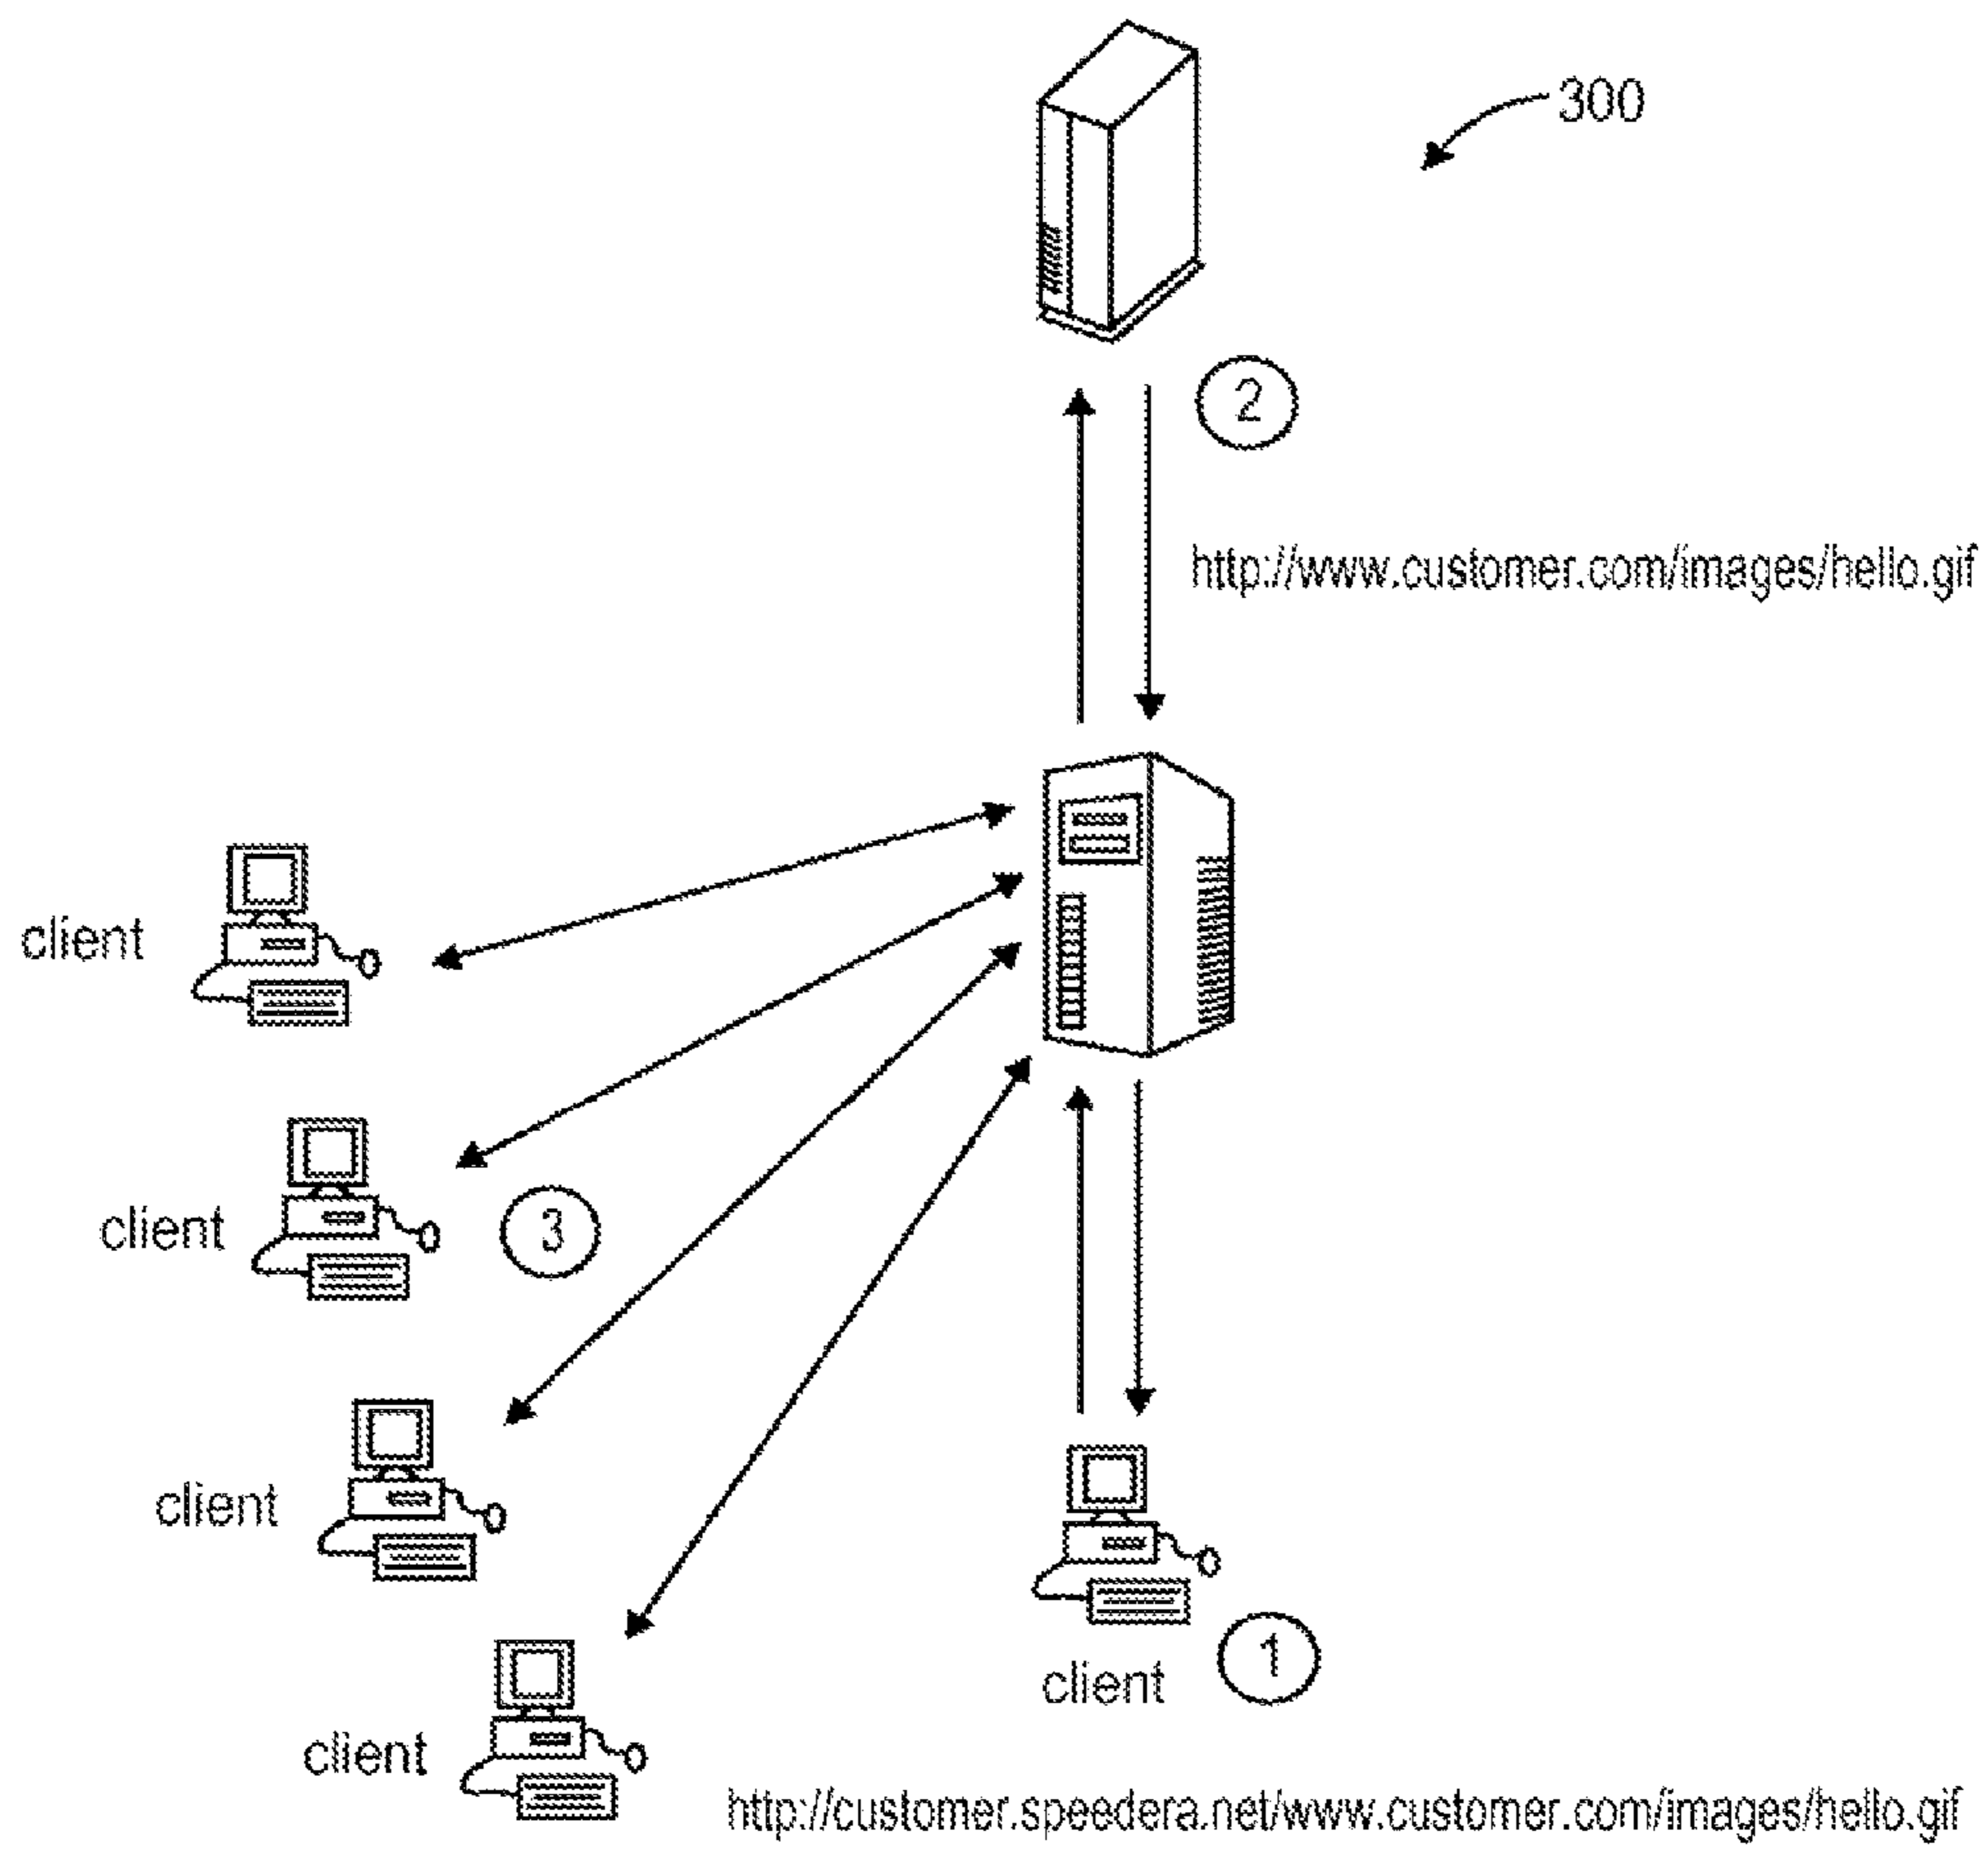 300
2
http://www.customer.com/images/hello.gif
client
client
3
client
client
client
1
http://customer.speedera.net/www.customer.com/images/hello.gif